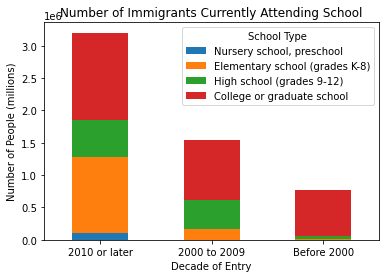 Number of Immigrants Currently Attending School
1e6
School Type
Nursery school, preschool
Elementary school (grades K-8)
High school (grades 9-12)
College or graduate school
Number of People (millions)
3.0
2.5
2.0
1.5
1.0
0.5
0.0
2010 or later
2000 to 2009
Before 2000
Decade of Entry